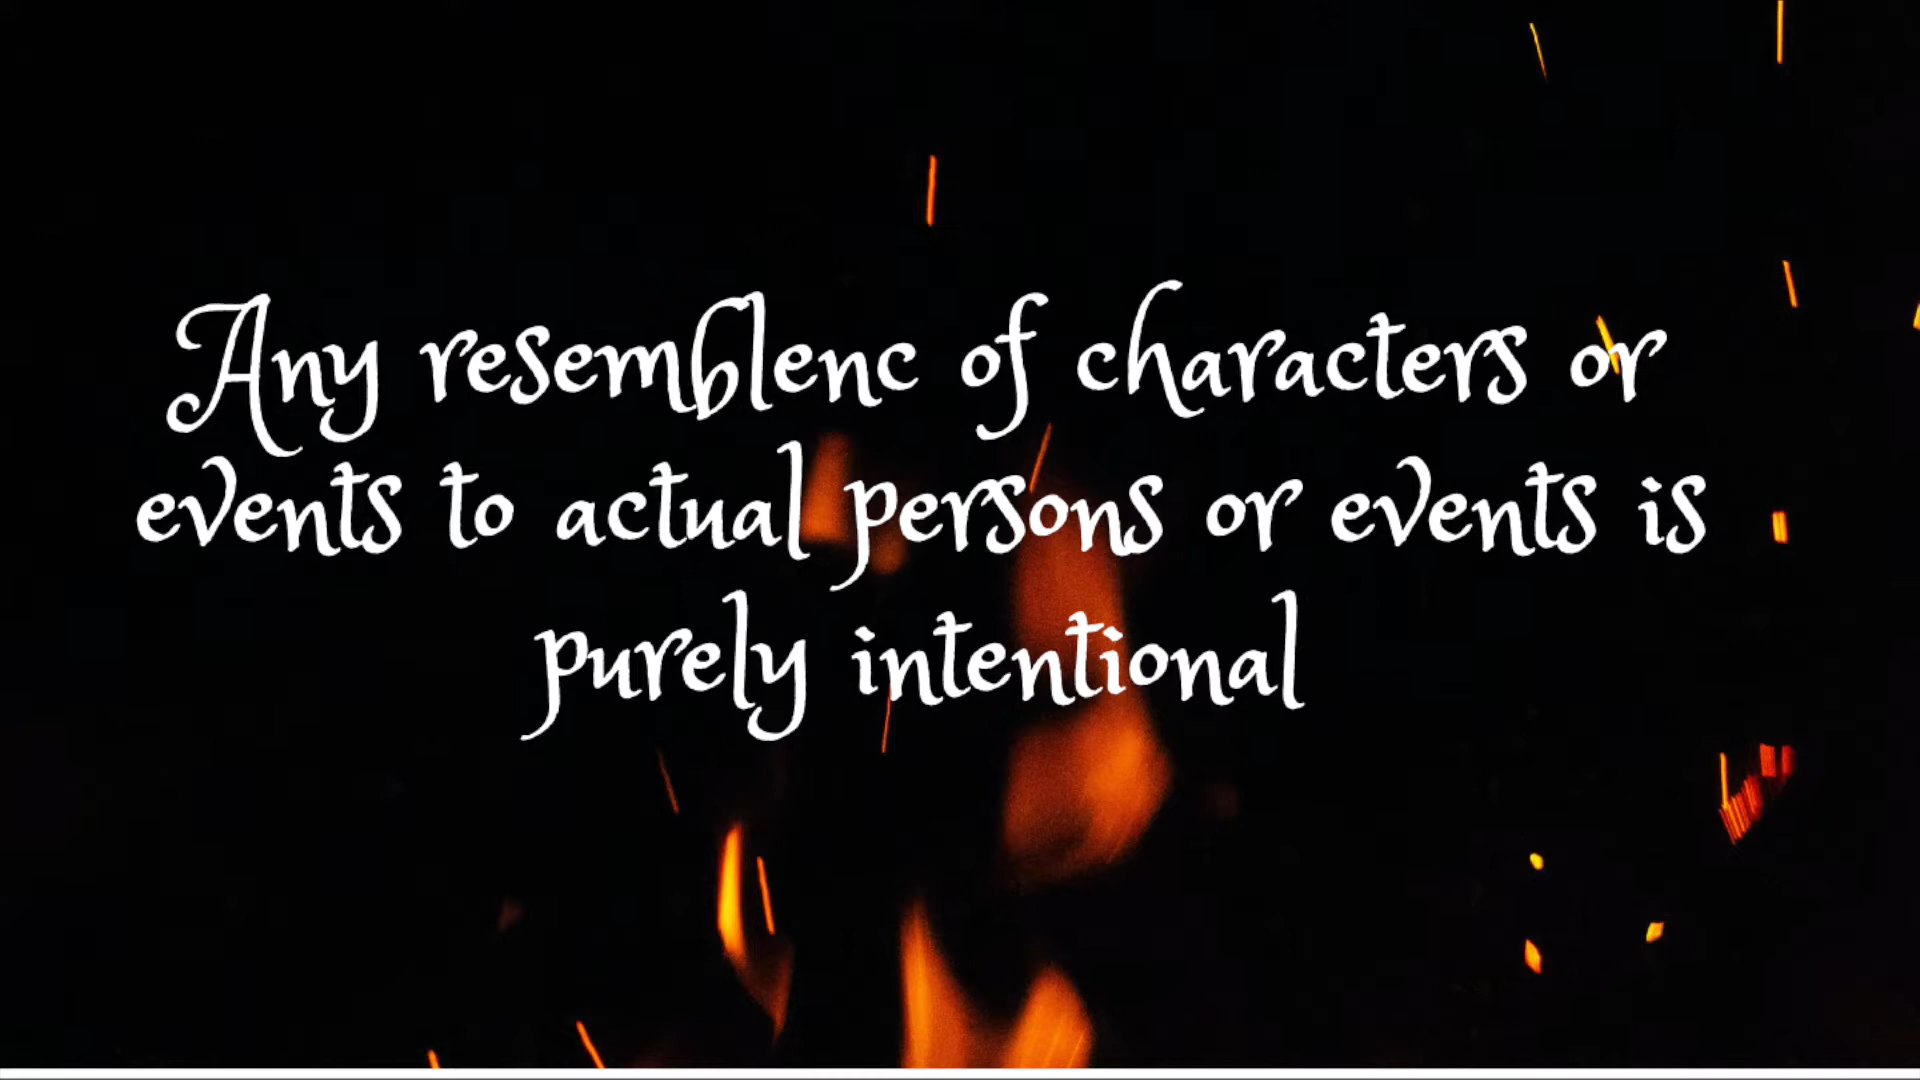 Any resemblenc of characters or
events to actual persons or events is
purely intentional